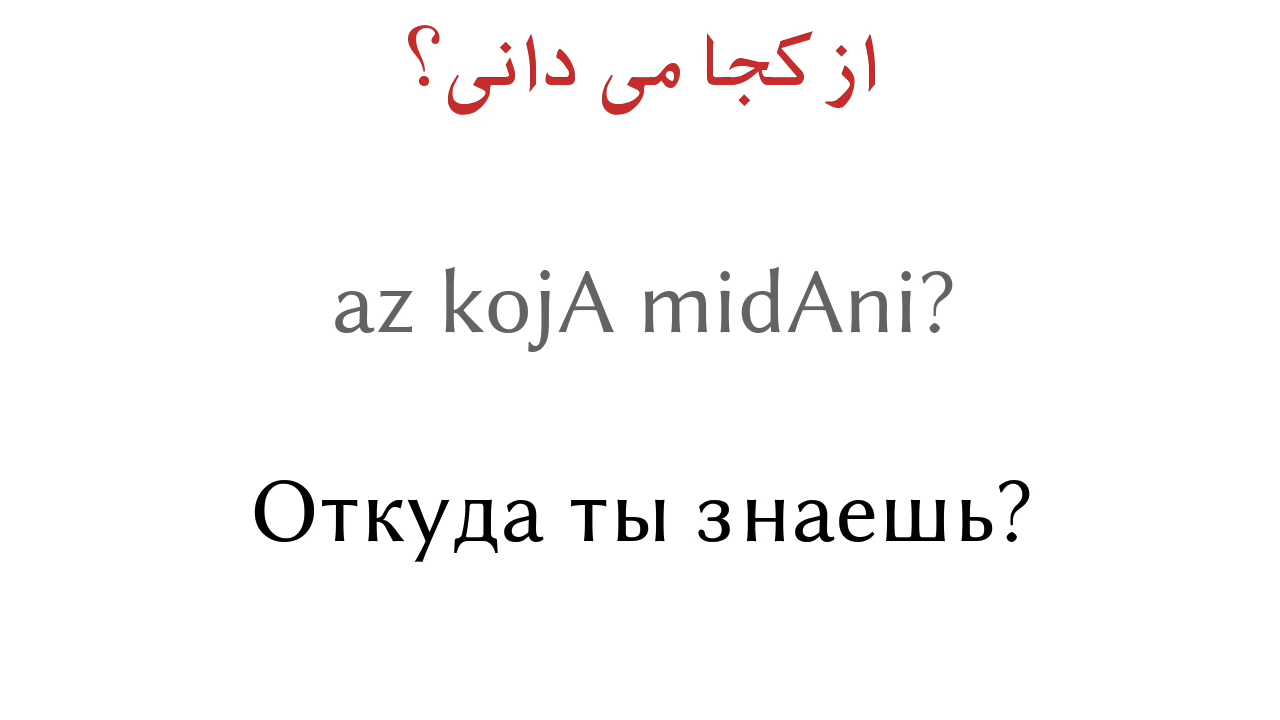 از کجا می دانی؟
az kojA midAni?
Откуда ты знаешь?